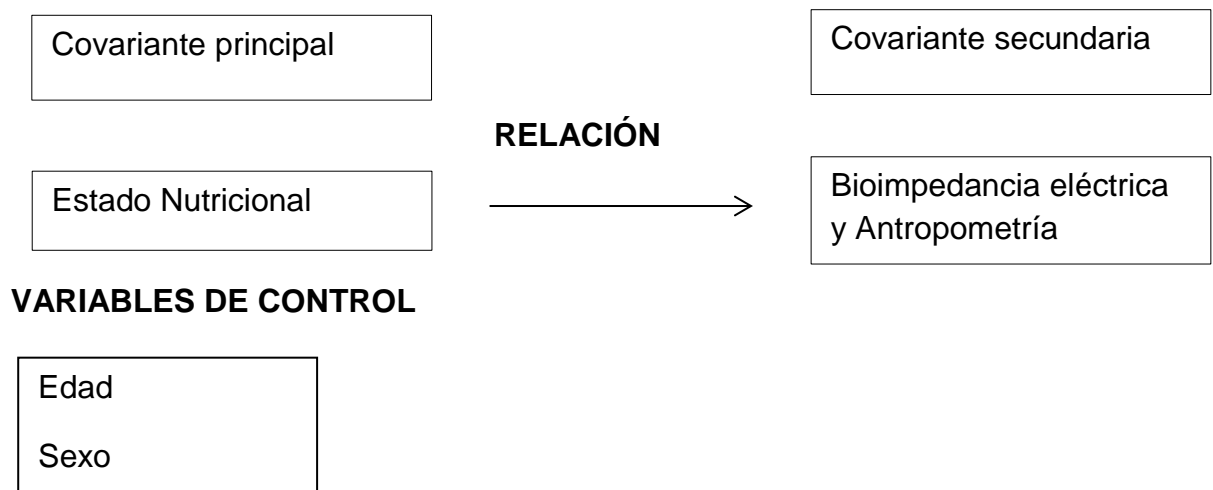 Covariante principal
Covariante secundaria
RELACIÓN
Estado Nutricional
Bioimpedancia eléctrica
y Antropometría
VARIABLES DE CONTROL
Edad
Sexo